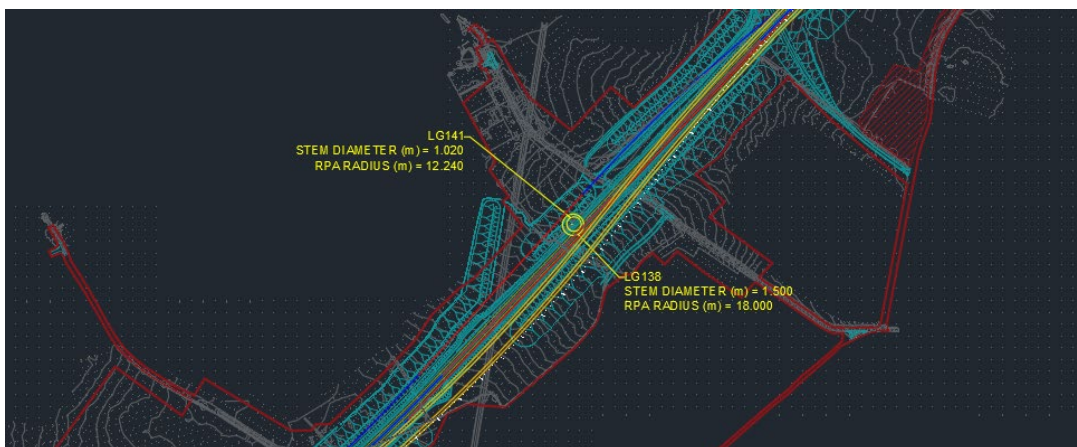 LG141
STEM DIAMETER (m) = 1.020
RPA RADIUS (m) = 12.240
LG138
STEM DIAMETER (m) = 1.500
RPA RADIUS (m) = 18.000